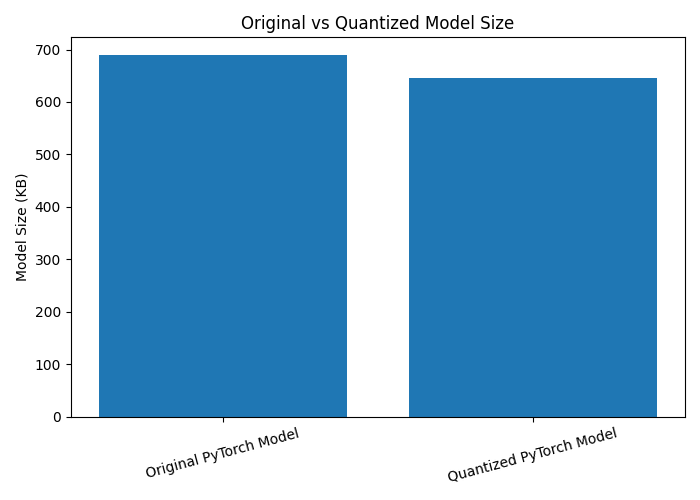 Original vs Quantized Model Size
Model Size (KB)
700
600
500
400
300
200
100
0
Original PyTorch Model
Quantized PyTorch Model